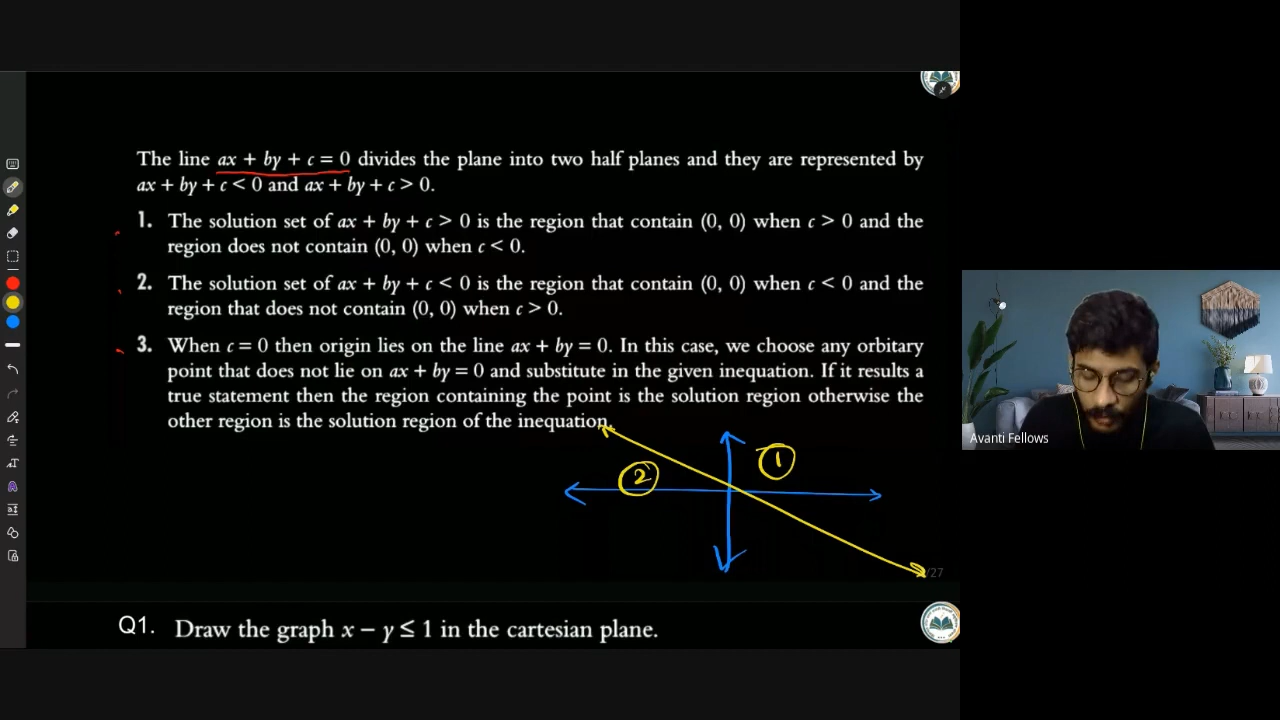 The line ax + by + c = 0 divides the plane into two half planes and they are represented by
ax + by + c < 0 and ax + by + c > 0.
1. The solution set of ax + by + c > 0 is the region that contain (0, 0) when c > 0 and the
region does not contain (0, 0) when c < 0.
2. The solution set of ax + by + c < 0 is the region that contain (0, 0) when c < 0 and the
region that does not contain (0, 0) when c > 0.
3. When c = 0 then origin lies on the line ax + by = 0. In this case, we choose any orbitary
point that does not lie on ax + by = 0 and substitute in the given inequation. If it results a
true statement then the region containing the point is the solution region otherwise the
other region is the solution region of the inequation.
1
2
/27
Q1. Draw the graph x − y ≤ 1 in the cartesian plane.
Avanti Fellows